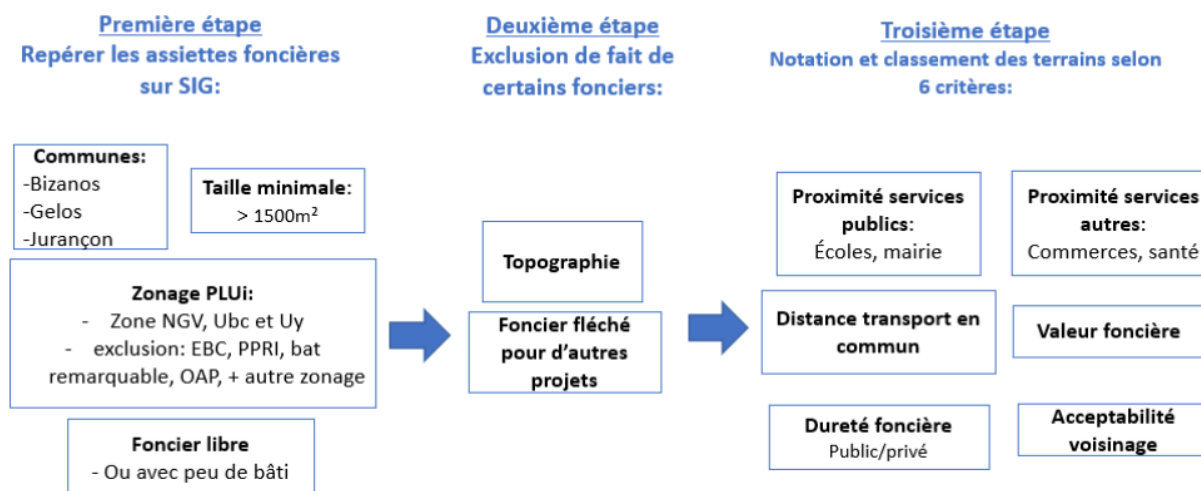 Première étape
Repérer les assiettes foncières
sur SIG:
Communes:
-Bizanos
-Gelos
-Jurançon
Taille minimale:
> 1500m²
Zonage PLUi:
- Zone NGV, Ubc et Uy
- exclusion: EBC, PPRI, bat
remarquable, OAP, + autre zonage
Foncier libre
- Ou avec peu de bâti
Deuxième étape
Exclusion de fait de
certains fonciers:
Topographie
Foncier fléché
pour d'autres
projets
Troisième étape
Notation et classement des terrains selon
6 critères:
Proximité services
publics:
Écoles, mairie
Proximité services
autres:
Commerces, santé
Distance transport en
commun
Valeur foncière
Dureté foncière
Public/privé
Acceptabilité
voisinage